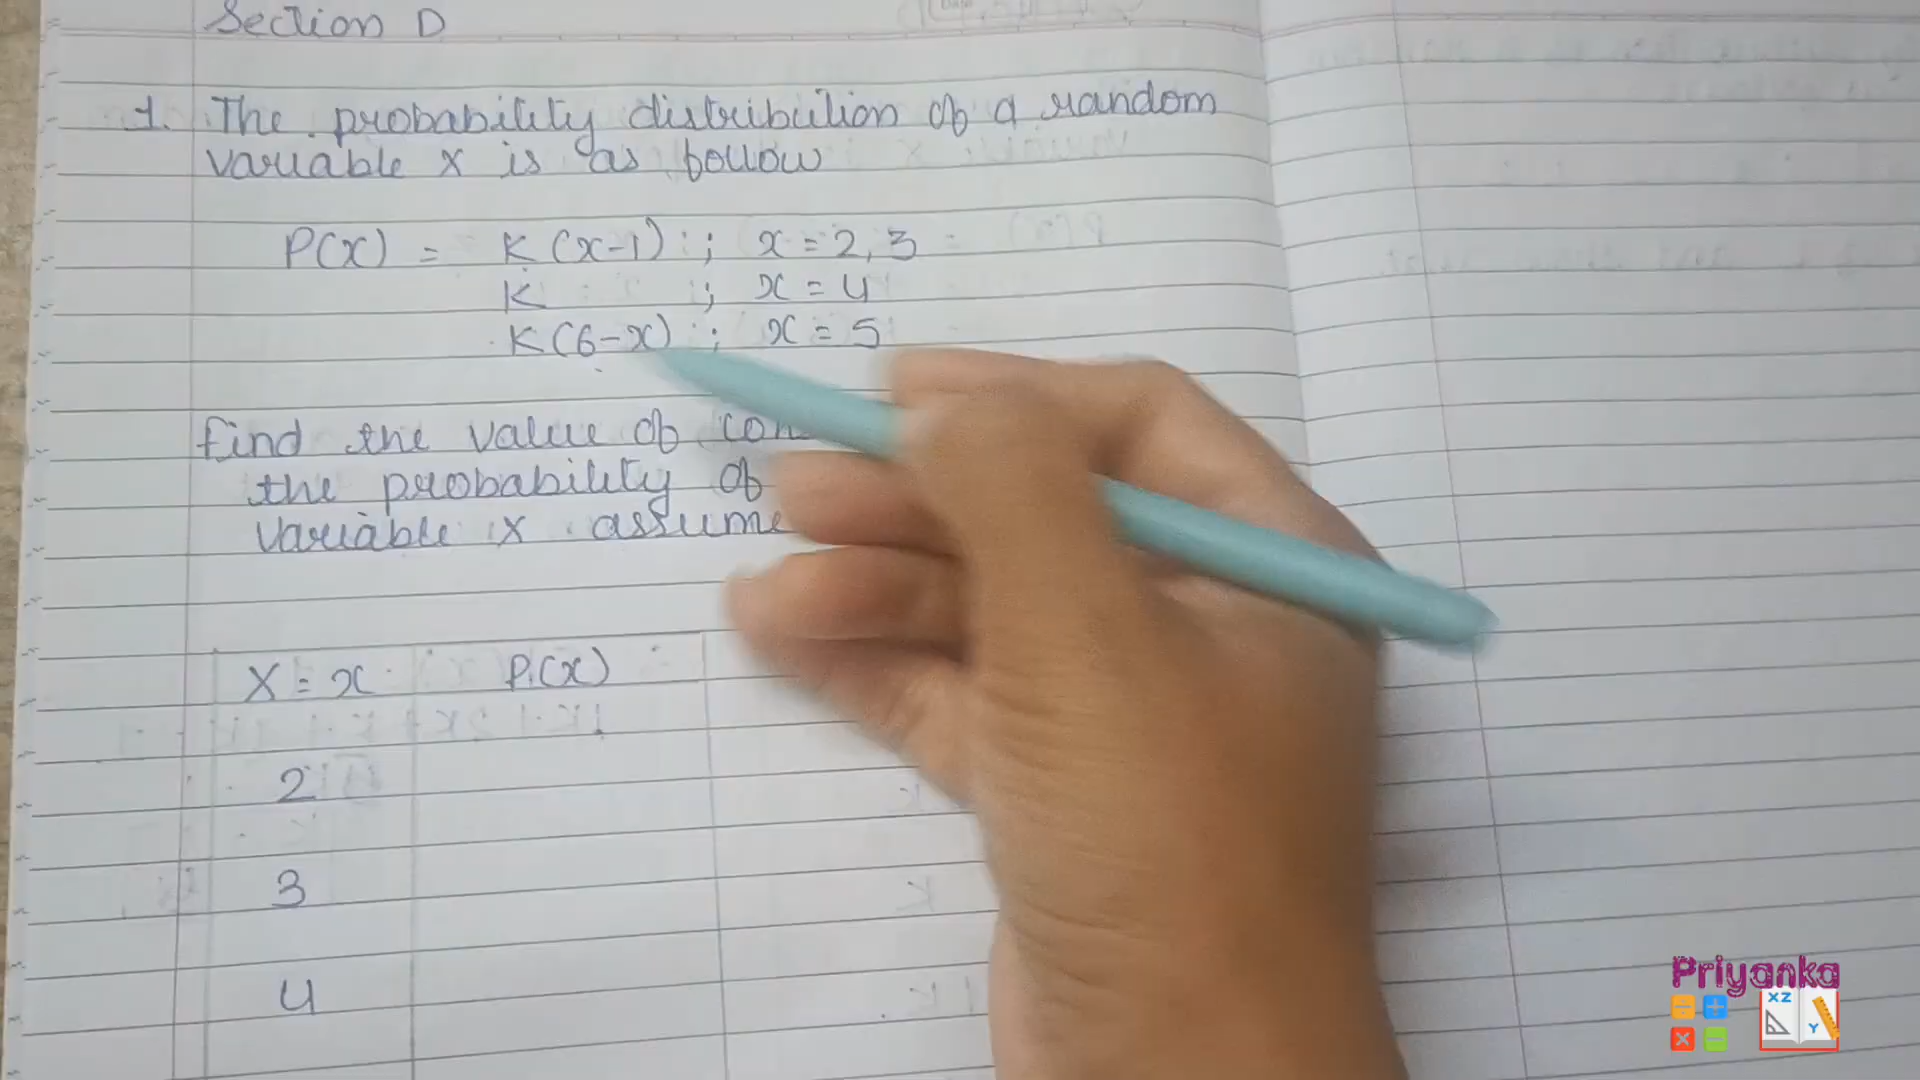 Section D
1. The probability distribution of a random
variable x is as follow
P(x) = K (x-1) ; x = 2, 3
K ; x = 4
K (6-x) ; x = 5
find the value of
the probability of
variable x assume
X = x P(x)
2
3
4
Priyanka
XZ
Y